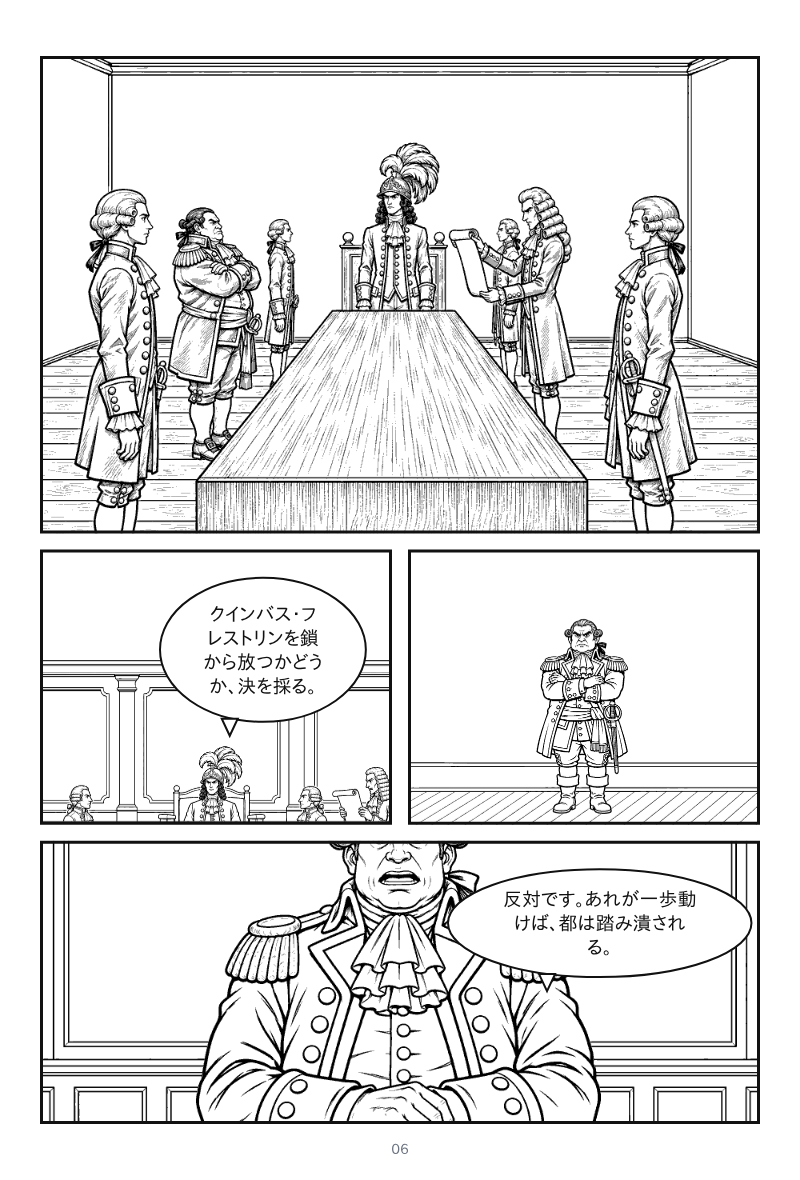 クインバス・フ
レストリンを鎖
から放つかどう
か、決を採る。
反対です。あれが一歩動
けば、都は踏み潰され
る。
06